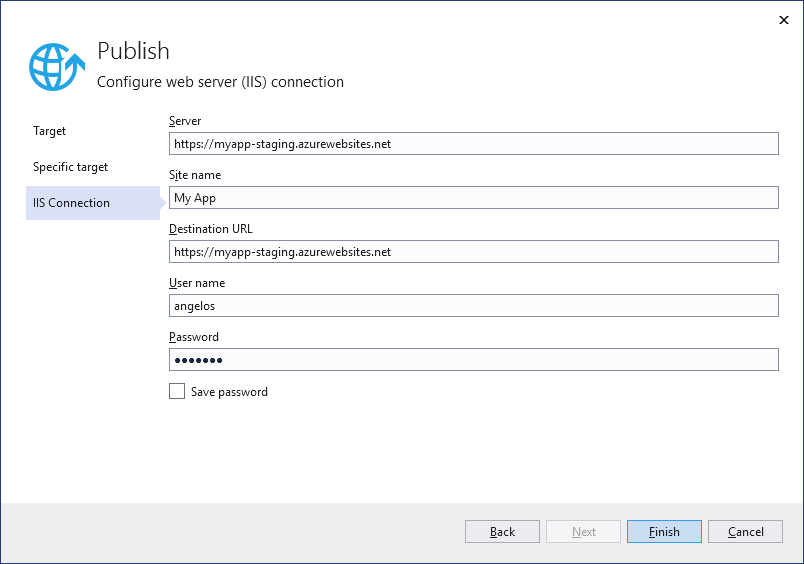 Publish
Configure web server (IIS) connection
Target
Specific target
IIS Connection
Server
https://myapp-staging.azurewebsites.net
Site name
My App
Destination URL
https://myapp-staging.azurewebsites.net
User name
angelos
Password
•••••••
Save password
Back
Next
Finish
Cancel